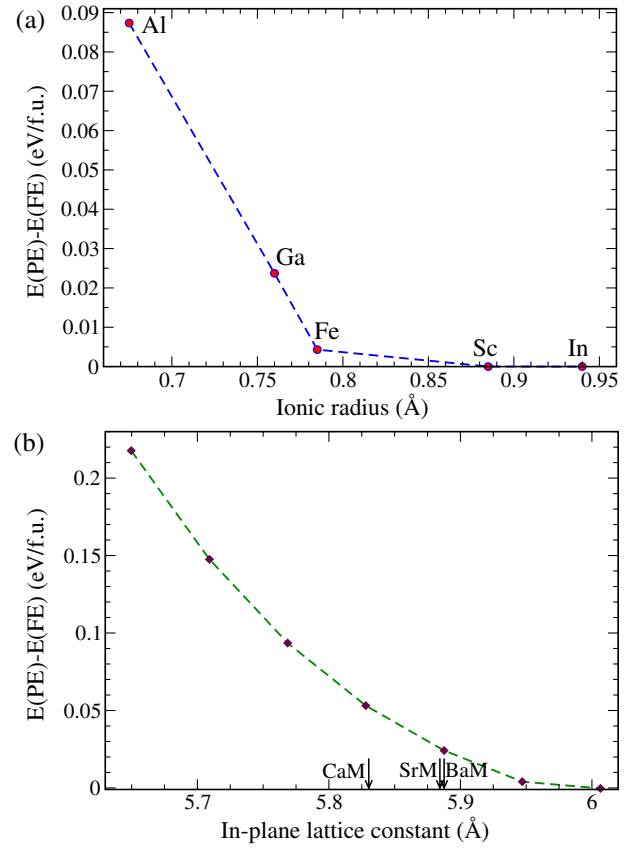 (a)
E(PE)-E(FE) (eV/f.u.)
0.09
0.08
0.07
0.06
0.05
0.04
0.03
0.02
0.01
0
Al
Ga
Fe
Sc
In
0.7 0.75 0.8 0.85 0.9 0.95
Ionic radius (Å)
(b)
E(PE)-E(FE) (eV/f.u.)
0.2
0.15
0.1
0.05
0
CaM SrM BaM
5.7 5.8 5.9 6
In-plane lattice constant (Å)